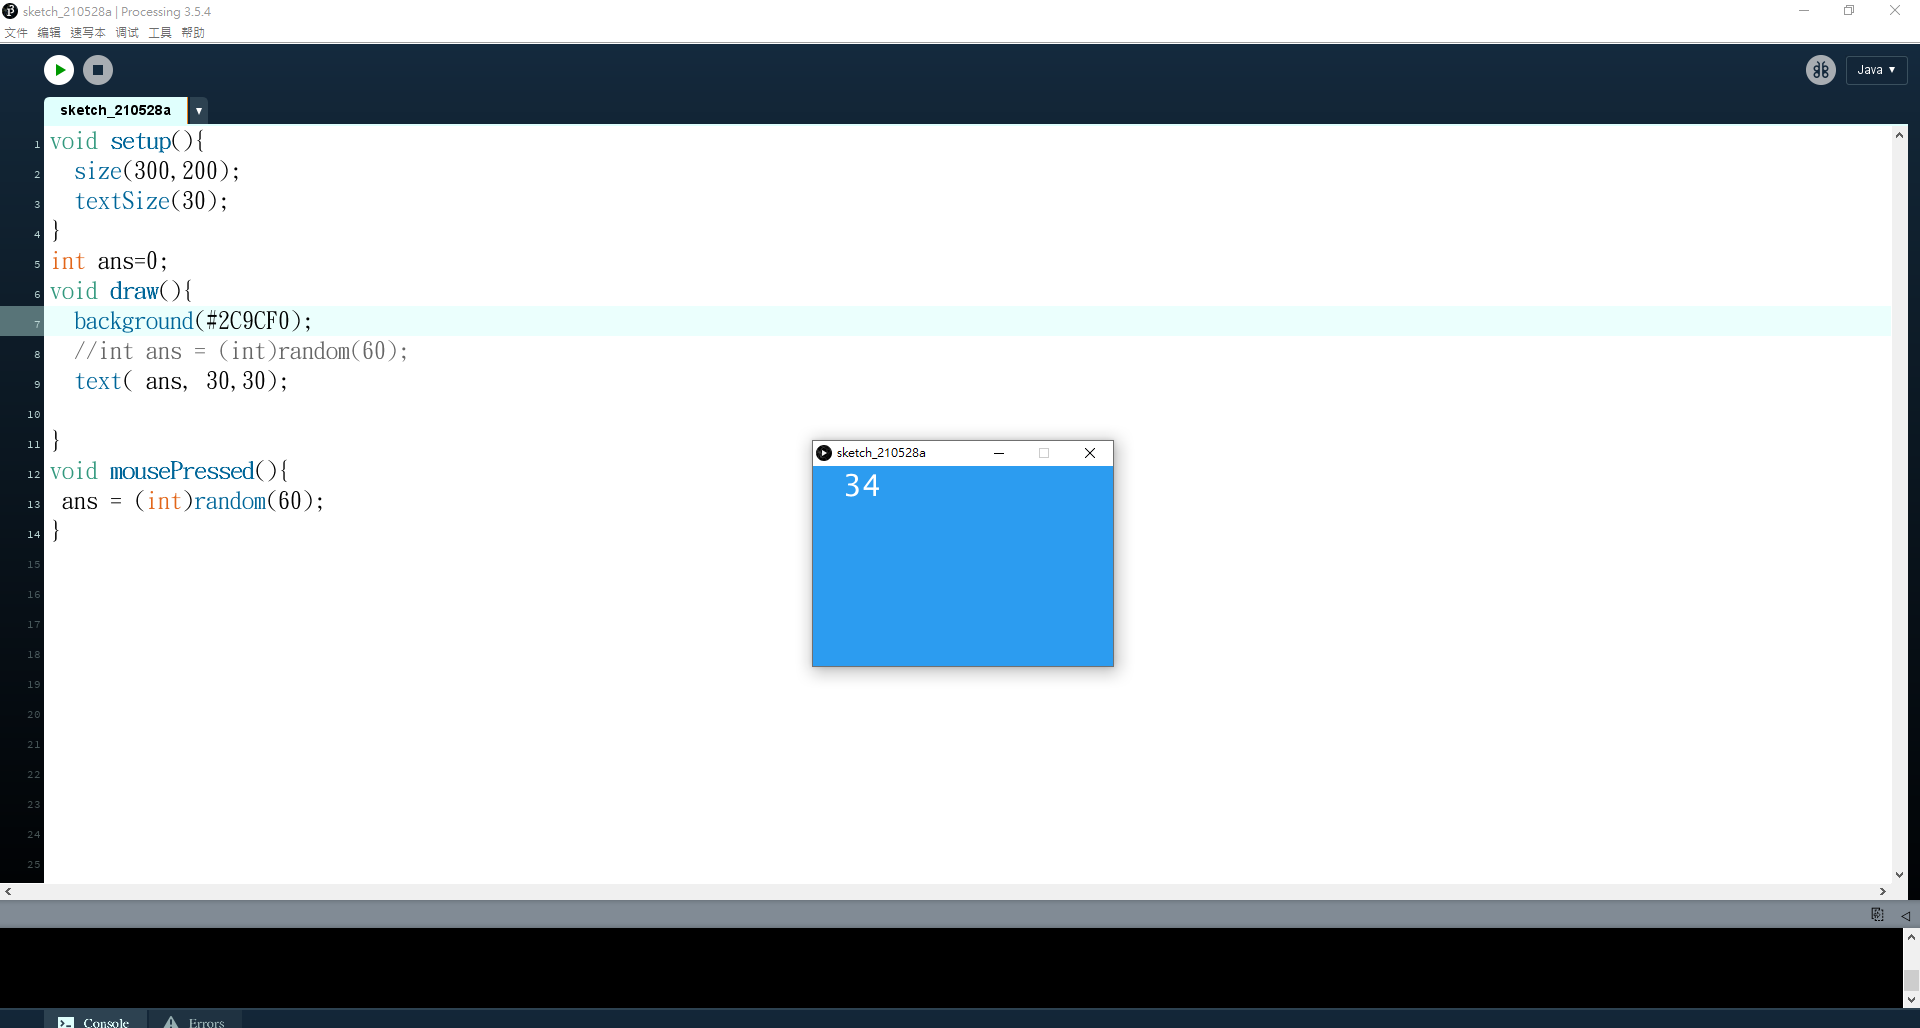 sketch_210528a | Processing 3.5.4
文件 编辑 速写本 调试 工具 帮助
Java ▼
sketch_210528a ▼
1 void setup(){
2   size(300,200);
3   textSize(30);
4 }
5 int ans=0;
6 void draw(){
7   background(#2C9CF0);
8   //int ans = (int)random(60);
9   text( ans, 30,30);
10
11 }
12 void mousePressed(){
13  ans = (int)random(60);
14 }
15
16
17
18
19
20
21
22
23
24
25
sketch_210528a
34
Console Errors